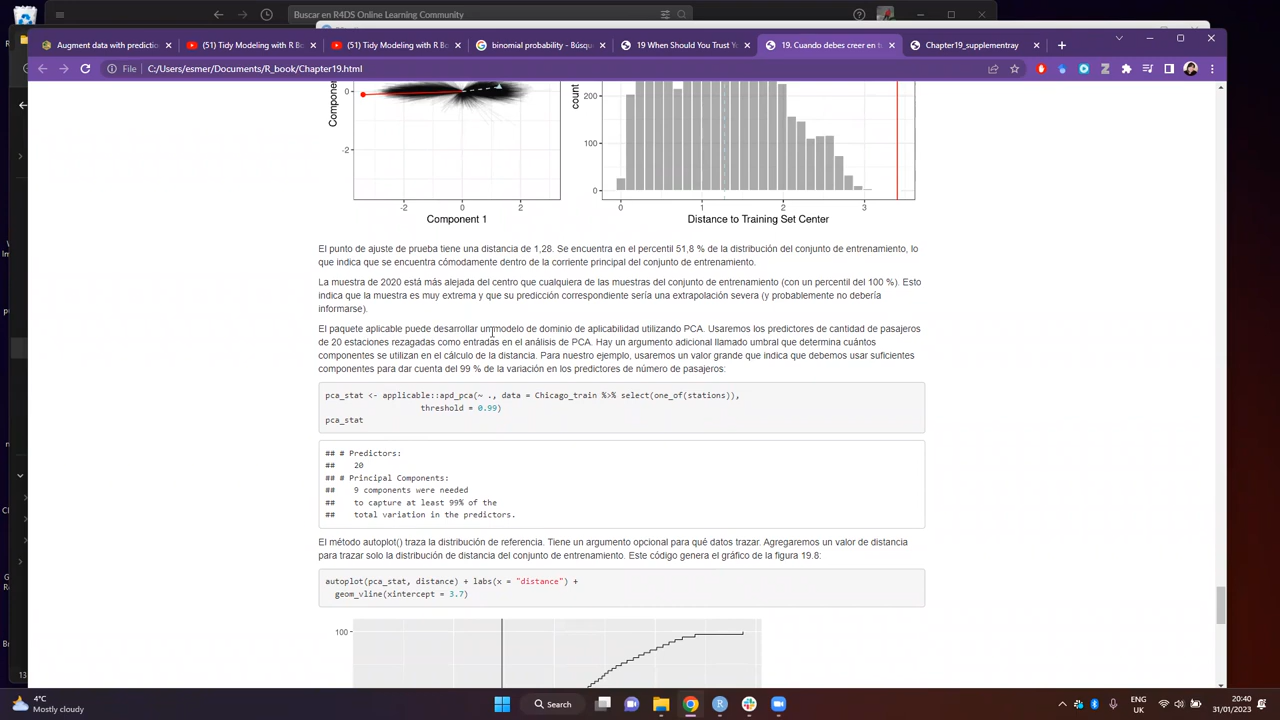 Buscar en R4DS Online Learning Community
Augment data with predictio
(51) Tidy Modeling with R Bo
(51) Tidy Modeling with R Bo
binomial probability - Búsqu
19 When Should You Trust Y
19. Cuando debes creer en t
Chapter19_supplementray
File
C:/Users/esmer/Documents/R_book/Chapter19.html
Component
0
-2
-2 0 2
Component 1
count
200
100
0
0 1 2 3
Distance to Training Set Center
El punto de ajuste de prueba tiene una distancia de 1,28. Se encuentra en el percentil 51,8 % de la distribución del conjunto de entrenamiento, lo
que indica que se encuentra cómodamente dentro de la corriente principal del conjunto de entrenamiento.
La muestra de 2020 está más alejada del centro que cualquiera de las muestras del conjunto de entrenamiento (con un percentil del 100 %). Esto
indica que la muestra es muy extrema y que su predicción correspondiente sería una extrapolación severa (y probablemente no debería
informarse).
El paquete aplicable puede desarrollar un modelo de dominio de aplicabilidad utilizando PCA. Usaremos los predictores de cantidad de pasajeros
de 20 estaciones rezagadas como entradas en el análisis de PCA. Hay un argumento adicional llamado umbral que determina cuántos
componentes se utilizan en el cálculo de la distancia. Para nuestro ejemplo, usaremos un valor grande que indica que debemos usar suficientes
componentes para dar cuenta del 99 % de la variación en los predictores de número de pasajeros:
pca_stat <- applicable::apd_pca(~ ., data = Chicago_train %>% select(one_of(stations)),
threshold = 0.99)
pca_stat
## # Predictors:
## 20
## # Principal Components:
## 9 components were needed
## to capture at least 99% of the
## total variation in the predictors.
El método autoplot() traza la distribución de referencia. Tiene un argumento opcional para qué datos trazar. Agregaremos un valor de distancia
para trazar solo la distribución de distancia del conjunto de entrenamiento. Este código genera el gráfico de la figura 19.8:
autoplot(pca_stat, distance) + labs(x = "distance") +
geom_vline(xintercept = 3.7)
100
4°C
Mostly cloudy
Search
ENG
UK
20:40
31/01/2023